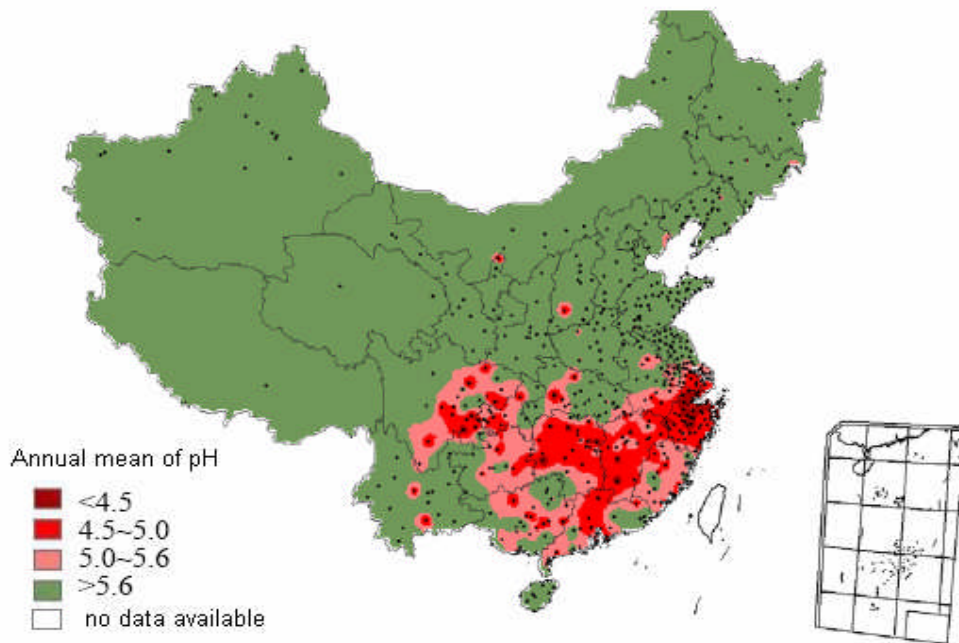 Annual mean of pH
<4.5
4.5~5.0
5.0~5.6
>5.6
no data available